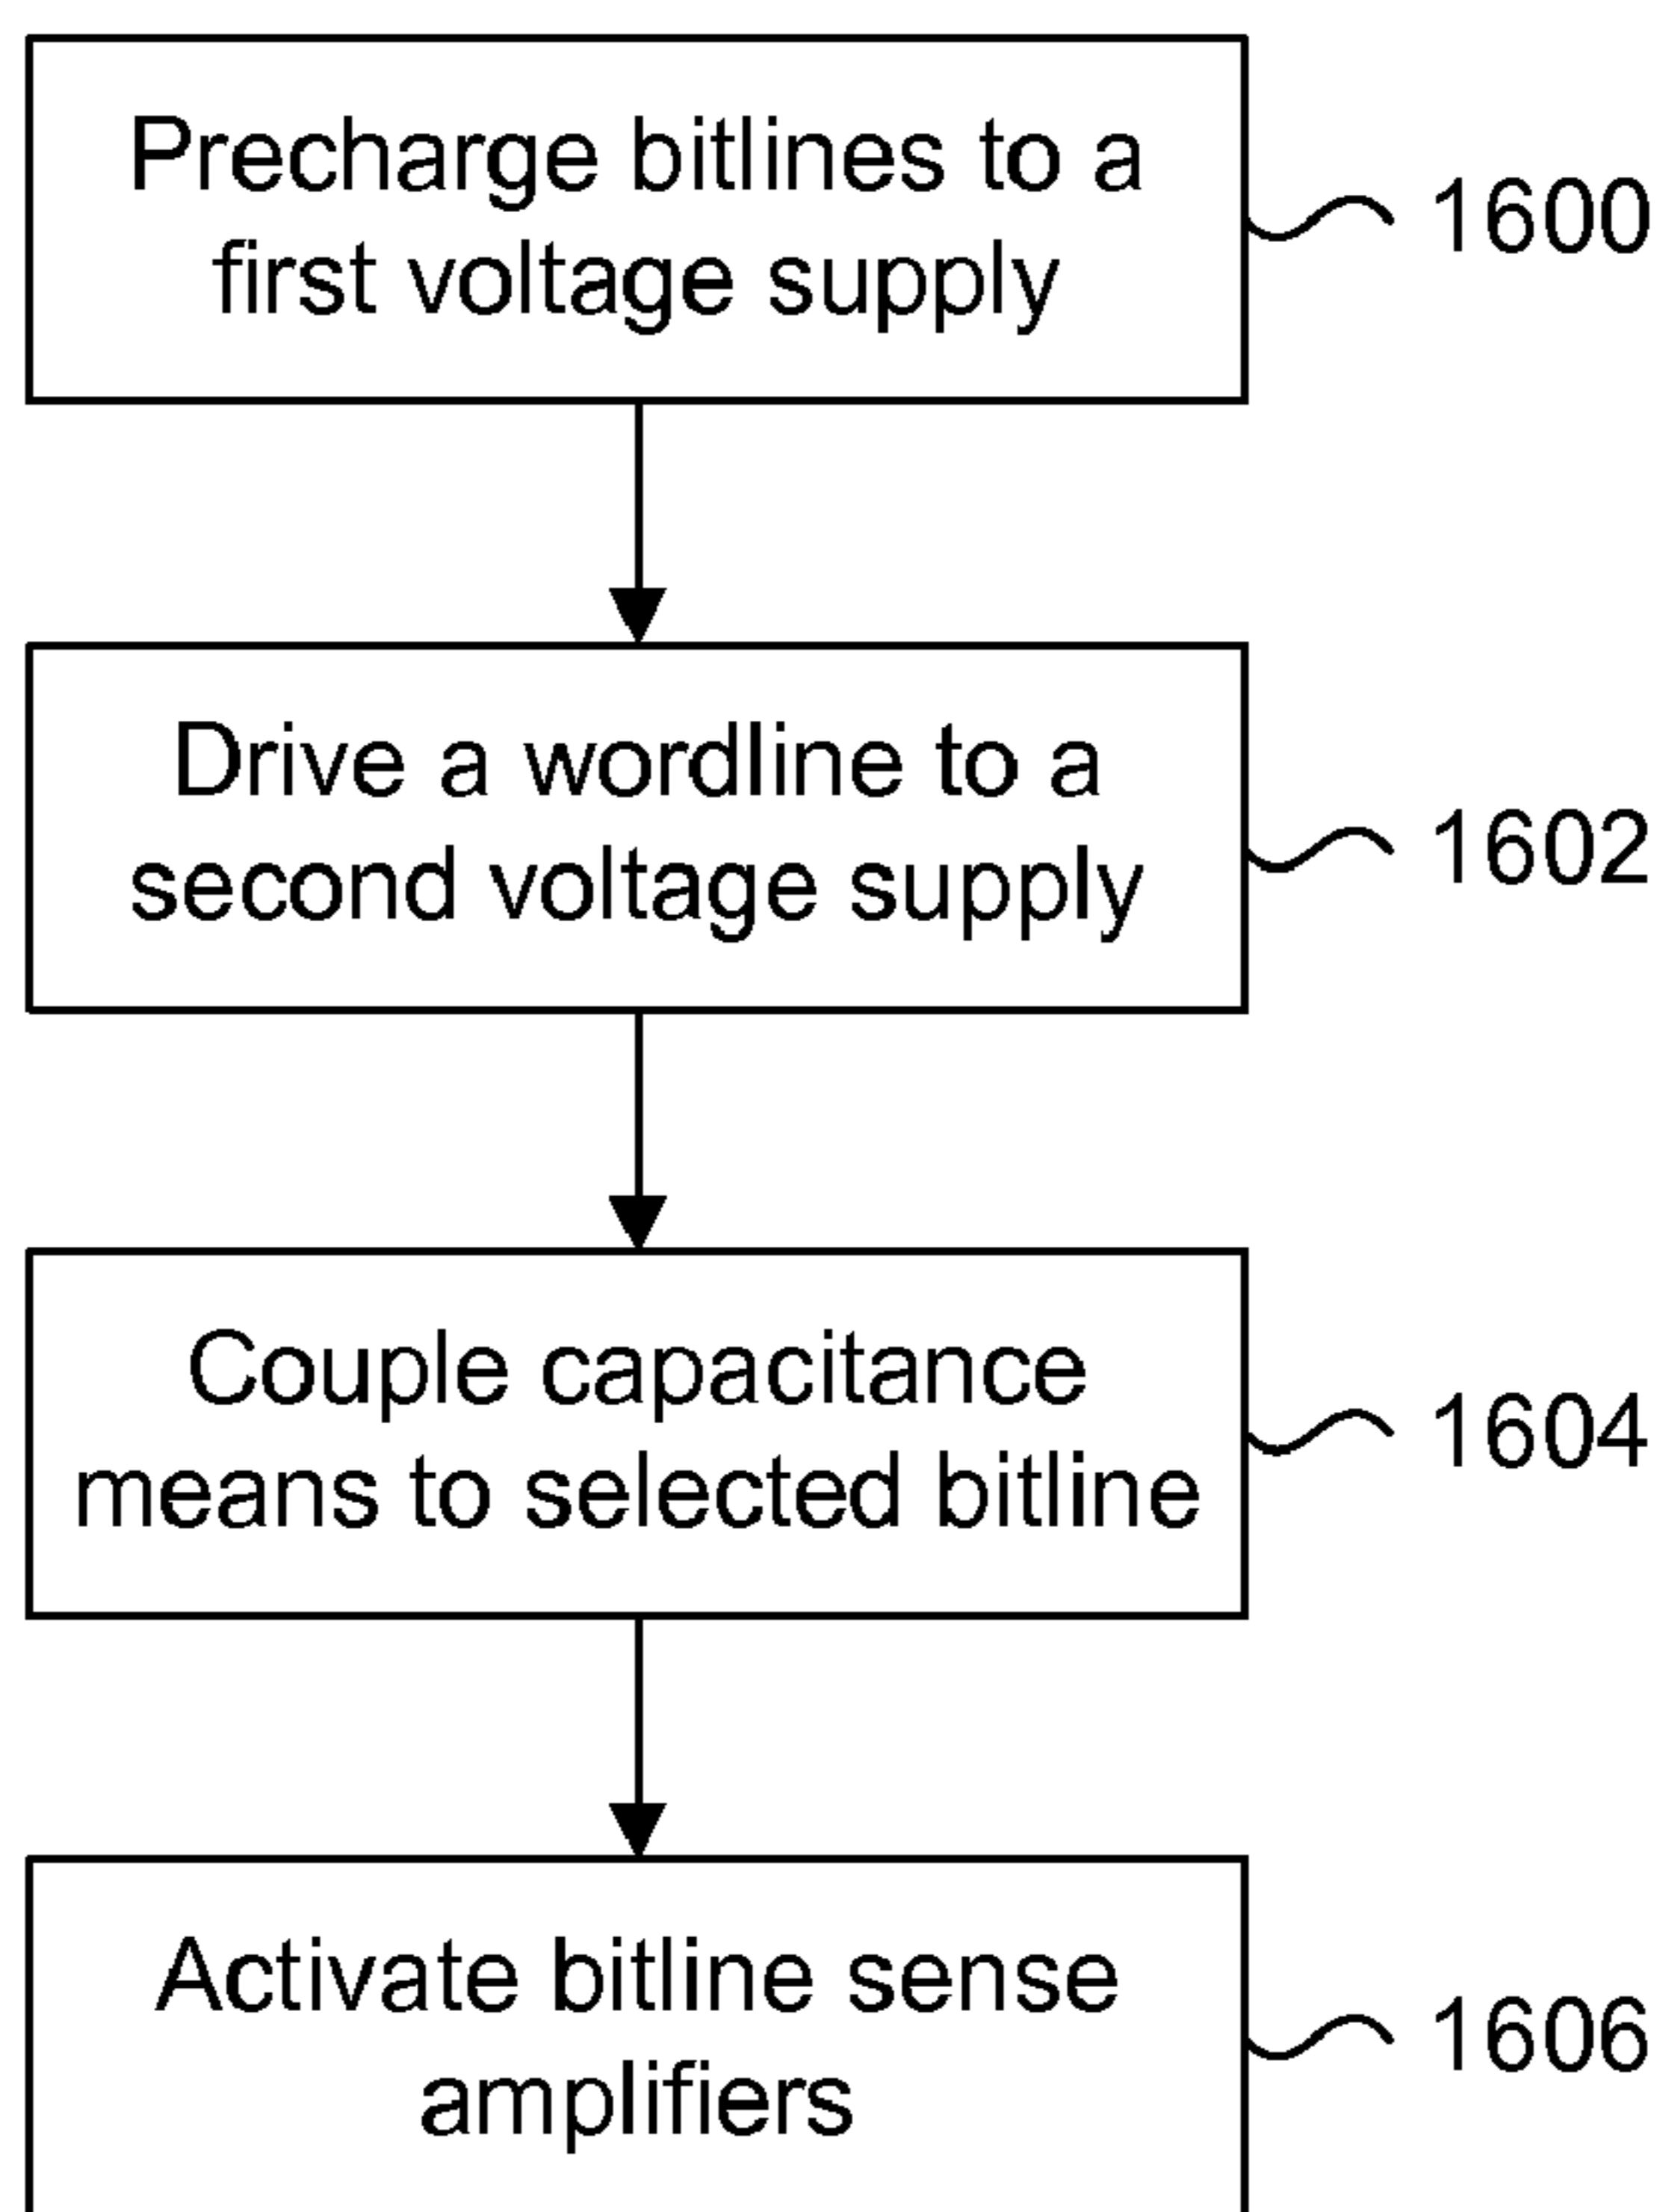 Precharge bitlines to a
first voltage supply
1600
Drive a wordline to a
second voltage supply
1602
Couple capacitance
means to selected bitline
1604
Activate bitline sense
amplifiers
1606